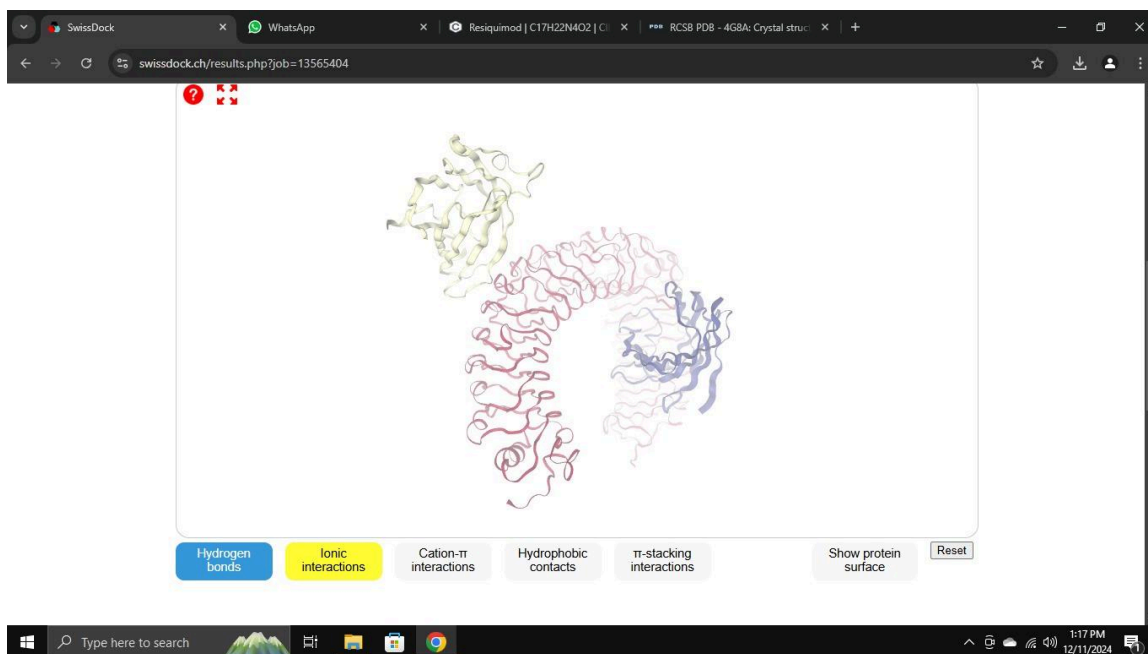 SwissDock
WhatsApp
Resiquimod | C17H22N4O2 | C
PDB
RCSB PDB - 4G8A: Crystal struc
swissdock.ch/results.php?job=13565404
?
Hydrogen
bonds
Ionic
interactions
Cation-π
interactions
Hydrophobic
contacts
π-stacking
interactions
Show protein
surface
Reset
Type here to search
1:17 PM
12/11/2024